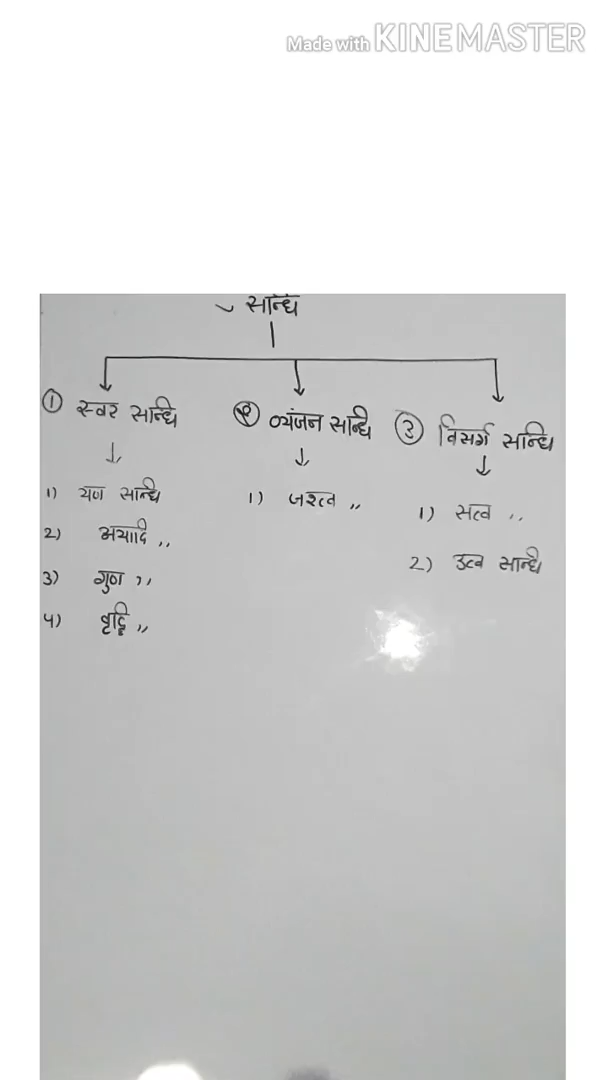 Made with KINEMASTER
सन्धि
① स्वर सन्धि
↓
1) यण सन्धि
2) अयादि ,,
3) गुण ,,
4) वृद्धि ,,
② व्यंजन सन्धि
↓
1) जश्त्व ,,
③ विसर्ग सन्धि
↓
1) सत्व ,,
2) उत्व सन्धि